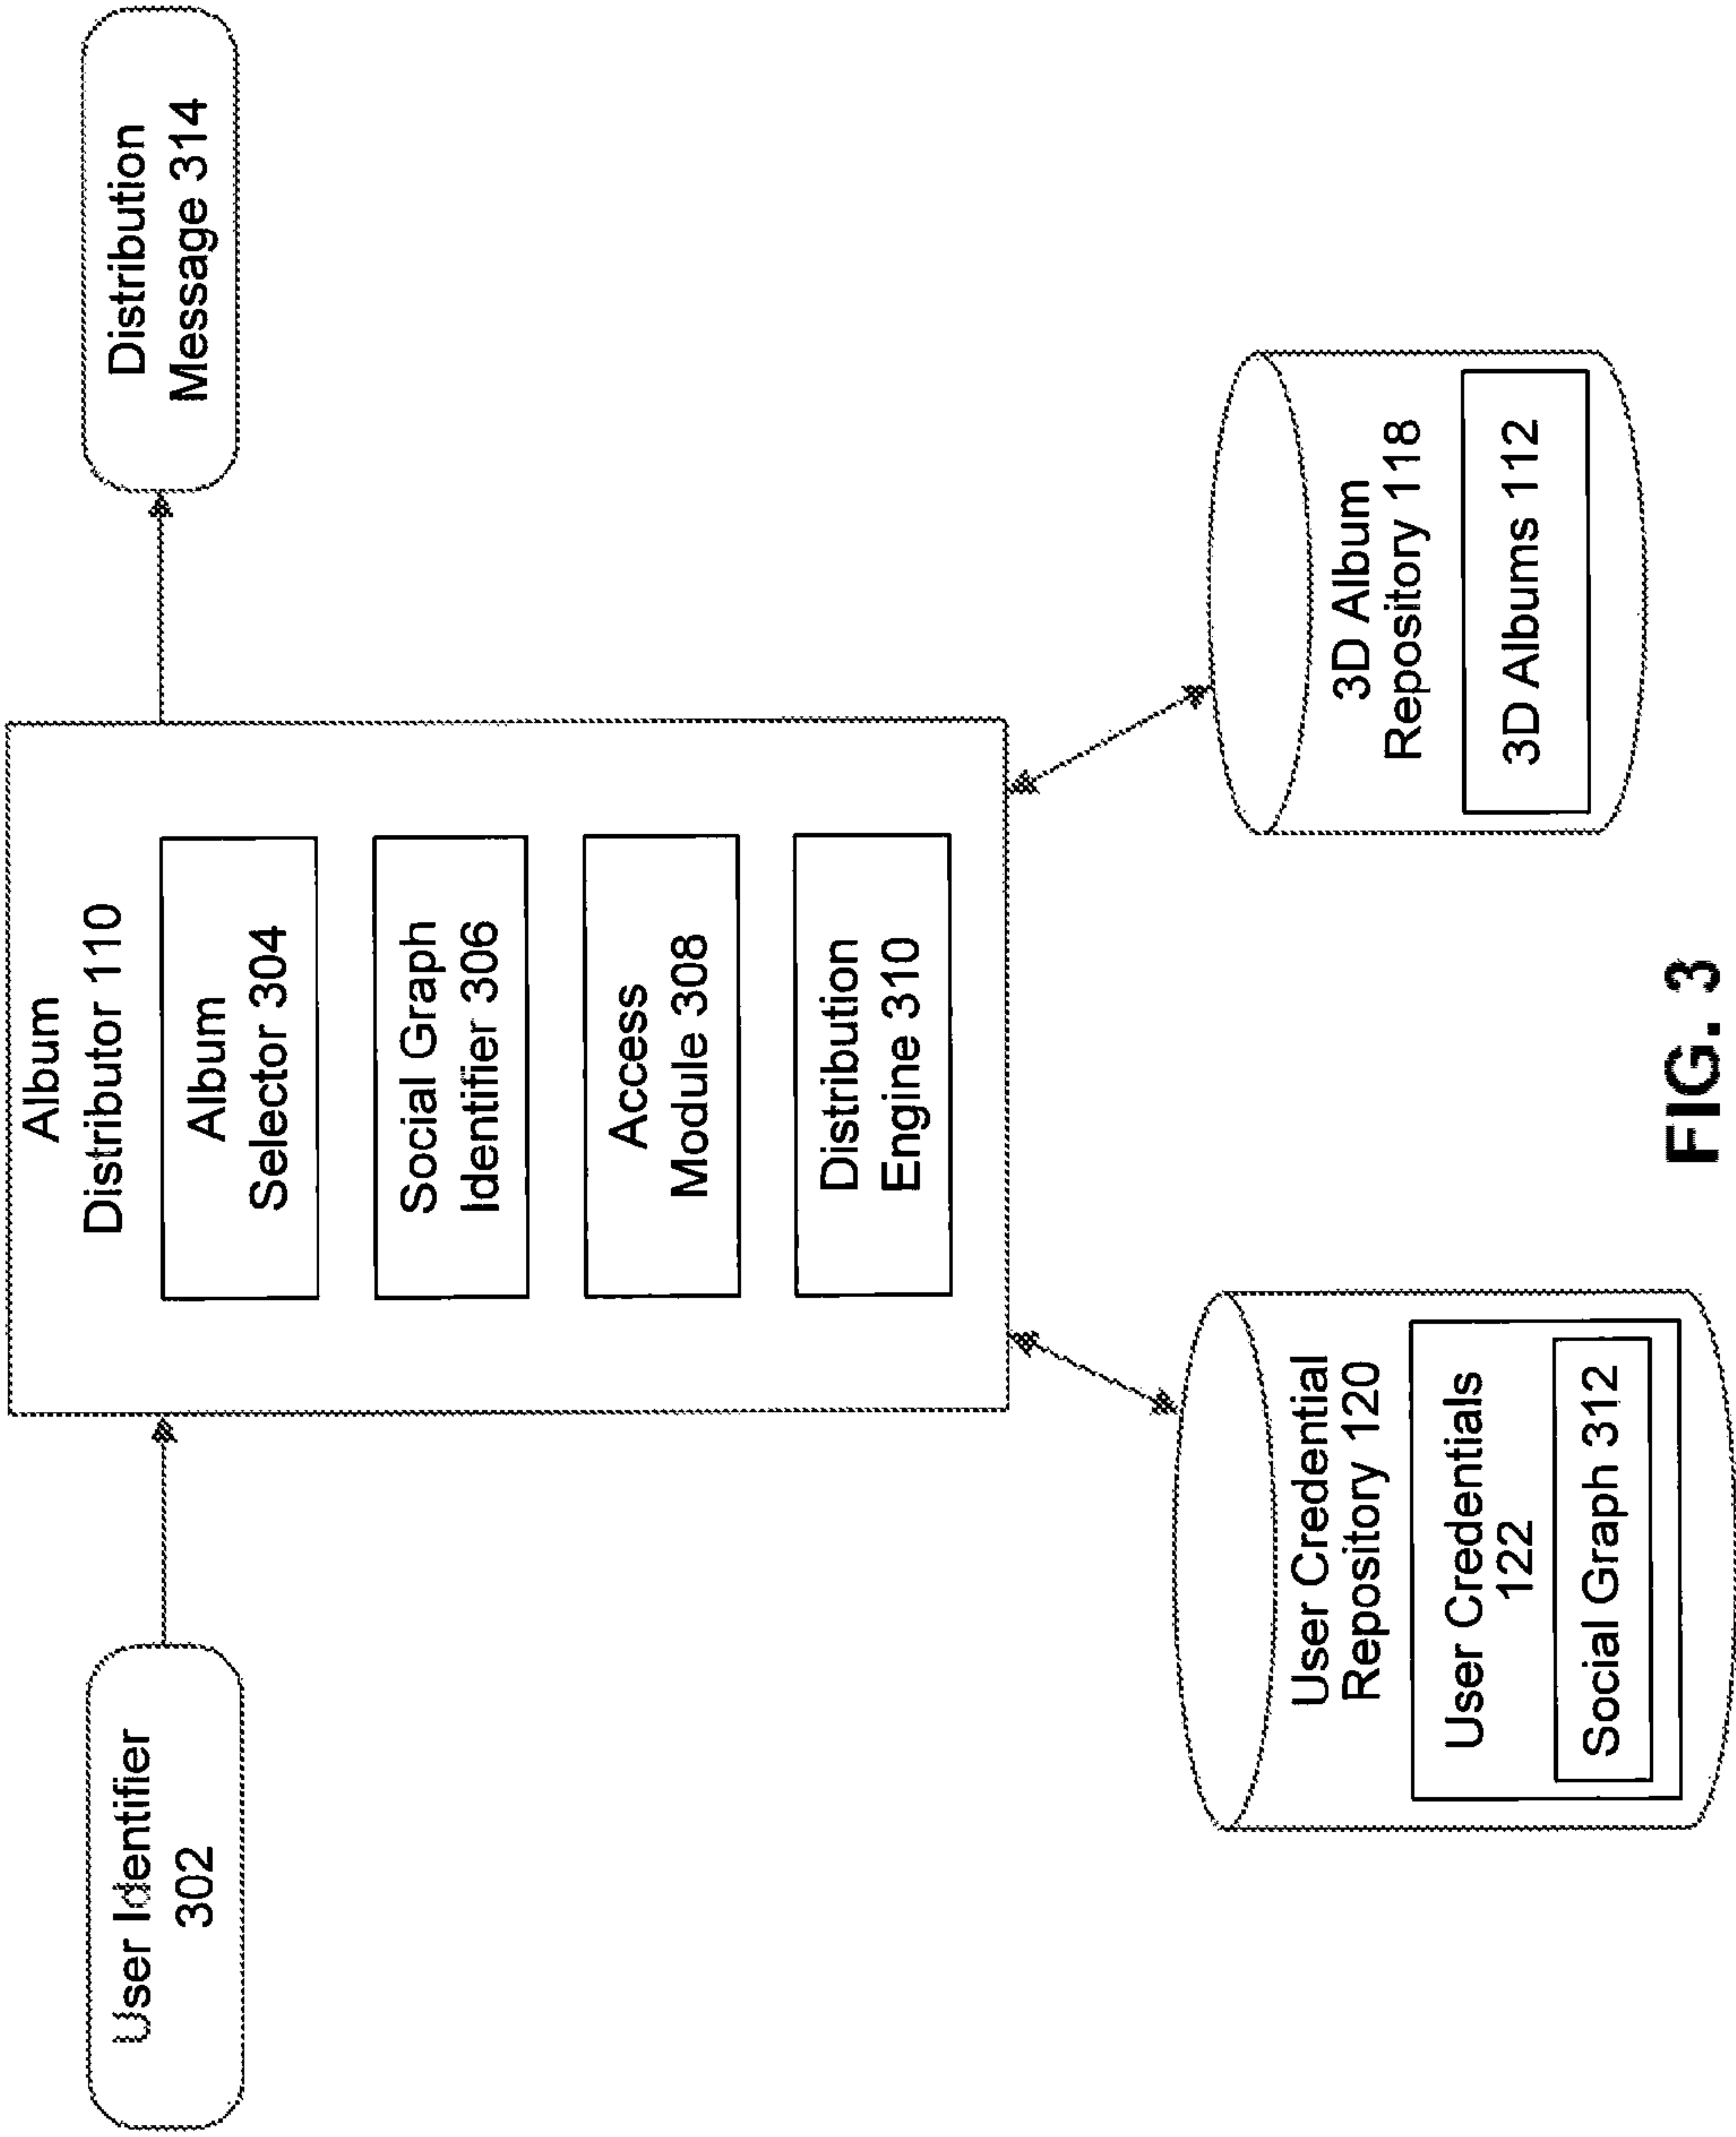 User Identifier
302
Album
Distributor 110
Album
Selector 304
Social Graph
Identifier 306
Access
Module 308
Distribution
Engine 310
Distribution
Message 314
User Credential
Repository 120
User Credentials
122
Social Graph 312
3D Album
Repository 118
3D Albums 112
FIG. 3